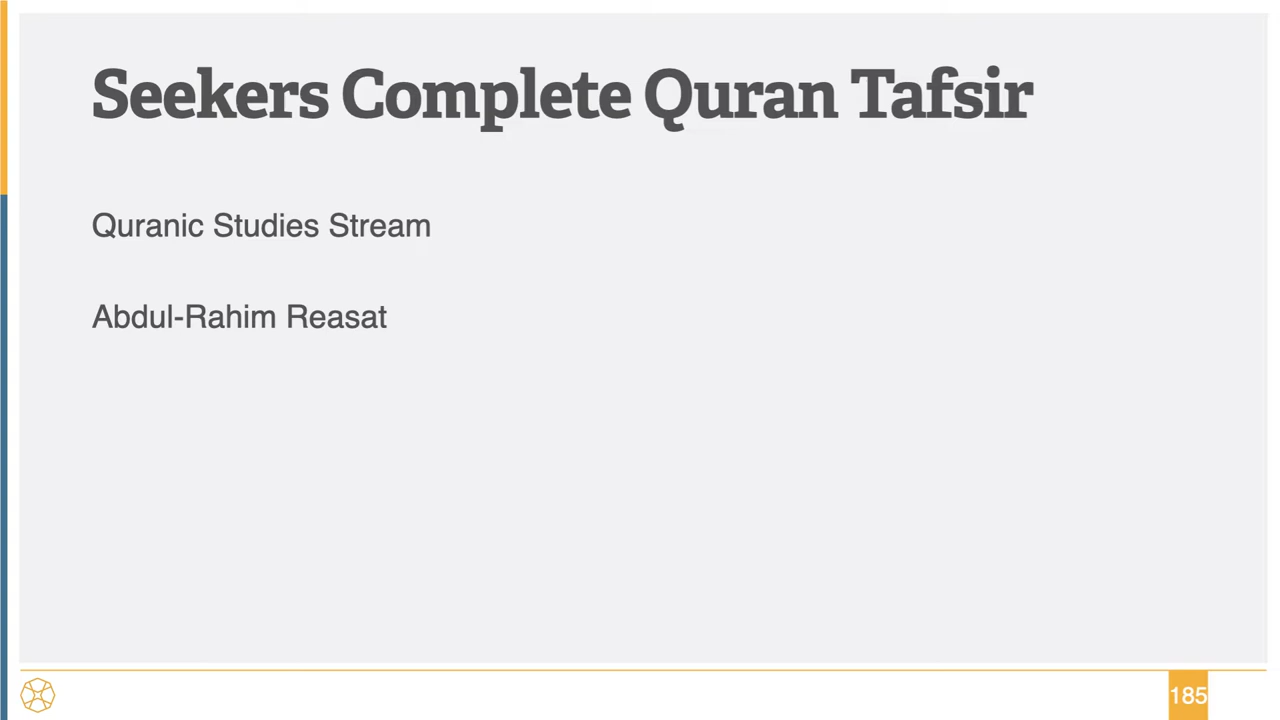 Seekers Complete Quran Tafsir
Quranic Studies Stream
Abdul-Rahim Reasat
185